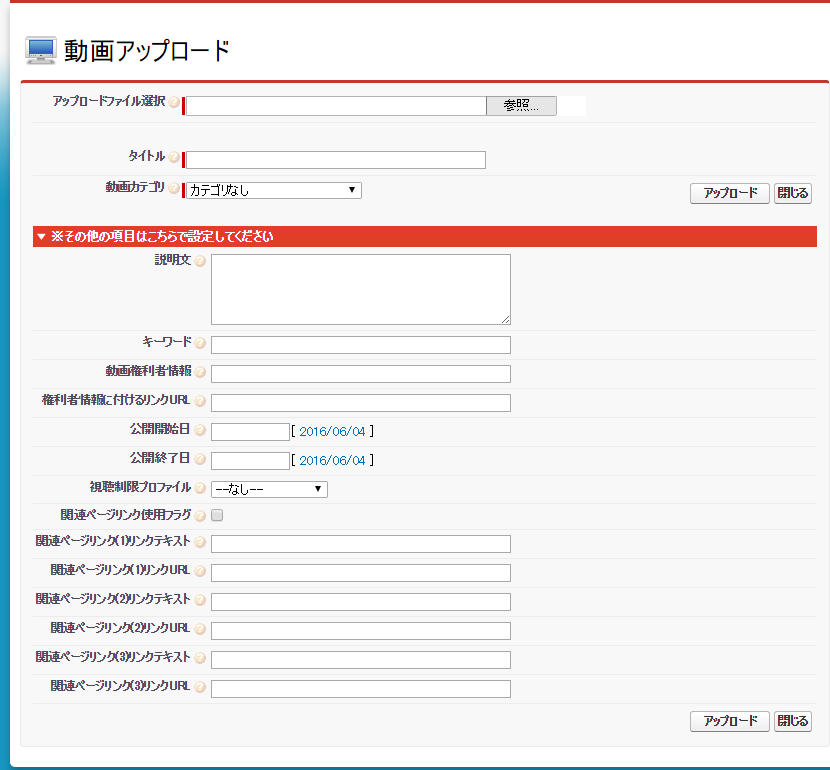 動画アップロード
アップロードファイル選択 ?
参照...
タイトル ?
動画カテゴリ ? カテゴリなし ▼
アップロード 閉じる
▼ ※その他の項目はこちらで設定してください
説明文 ?
キーワード ?
動画権利者情報 ?
権利者情報に付けるリンクURL ?
公開開始日 ? [ 2016/06/04 ]
公開終了日 ? [ 2016/06/04 ]
視聴制限プロファイル ? --なし-- ▼
関連ページリンク使用フラグ ?
関連ページリンク(1)リンクテキスト ?
関連ページリンク(1)リンクURL ?
関連ページリンク(2)リンクテキスト ?
関連ページリンク(2)リンクURL ?
関連ページリンク(3)リンクテキスト ?
関連ページリンク(3)リンクURL ?
アップロード 閉じる